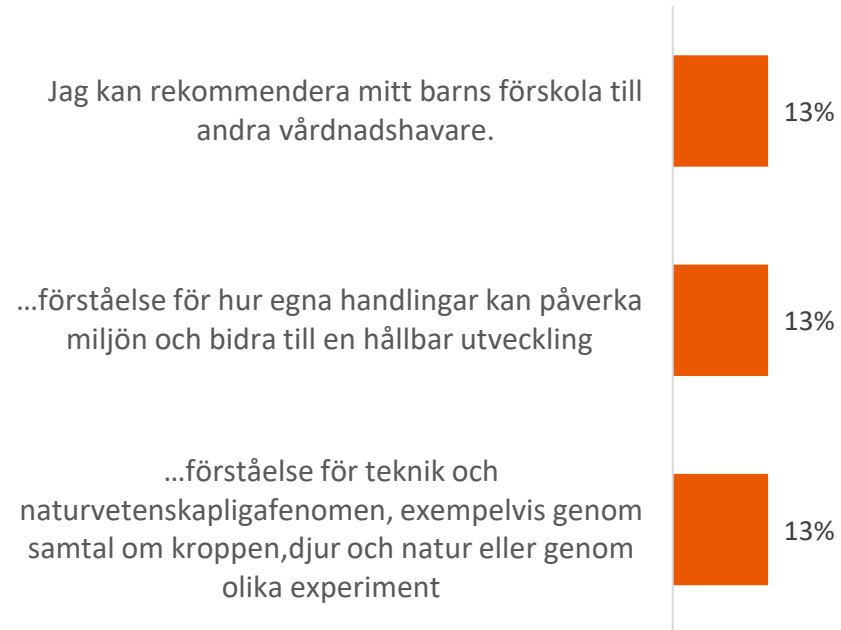 Jag kan rekommendera mitt barns förskola till
andra vårdnadshavare.
13%
…förståelse för hur egna handlingar kan påverka
miljön och bidra till en hållbar utveckling
13%
…förståelse för teknik och
naturvetenskapligafenomen, exempelvis genom
samtal om kroppen,djur och natur eller genom
olika experiment
13%